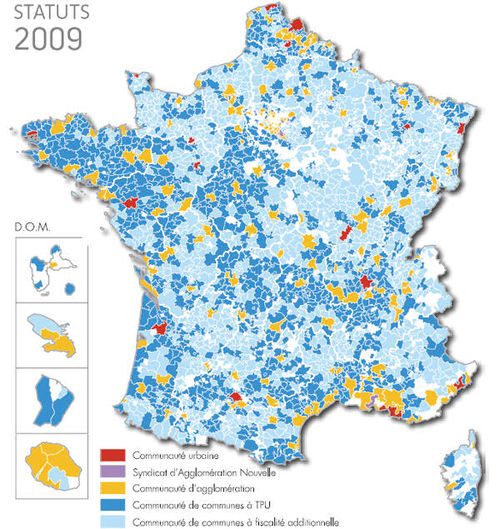 STATUTS
2009
D.O.M.
Communauté urbaine
Syndicat d'Agglomération Nouvelle
Communauté d'agglomération
Communauté de communes à TPU
Communauté de communes à fiscalité additionnelle